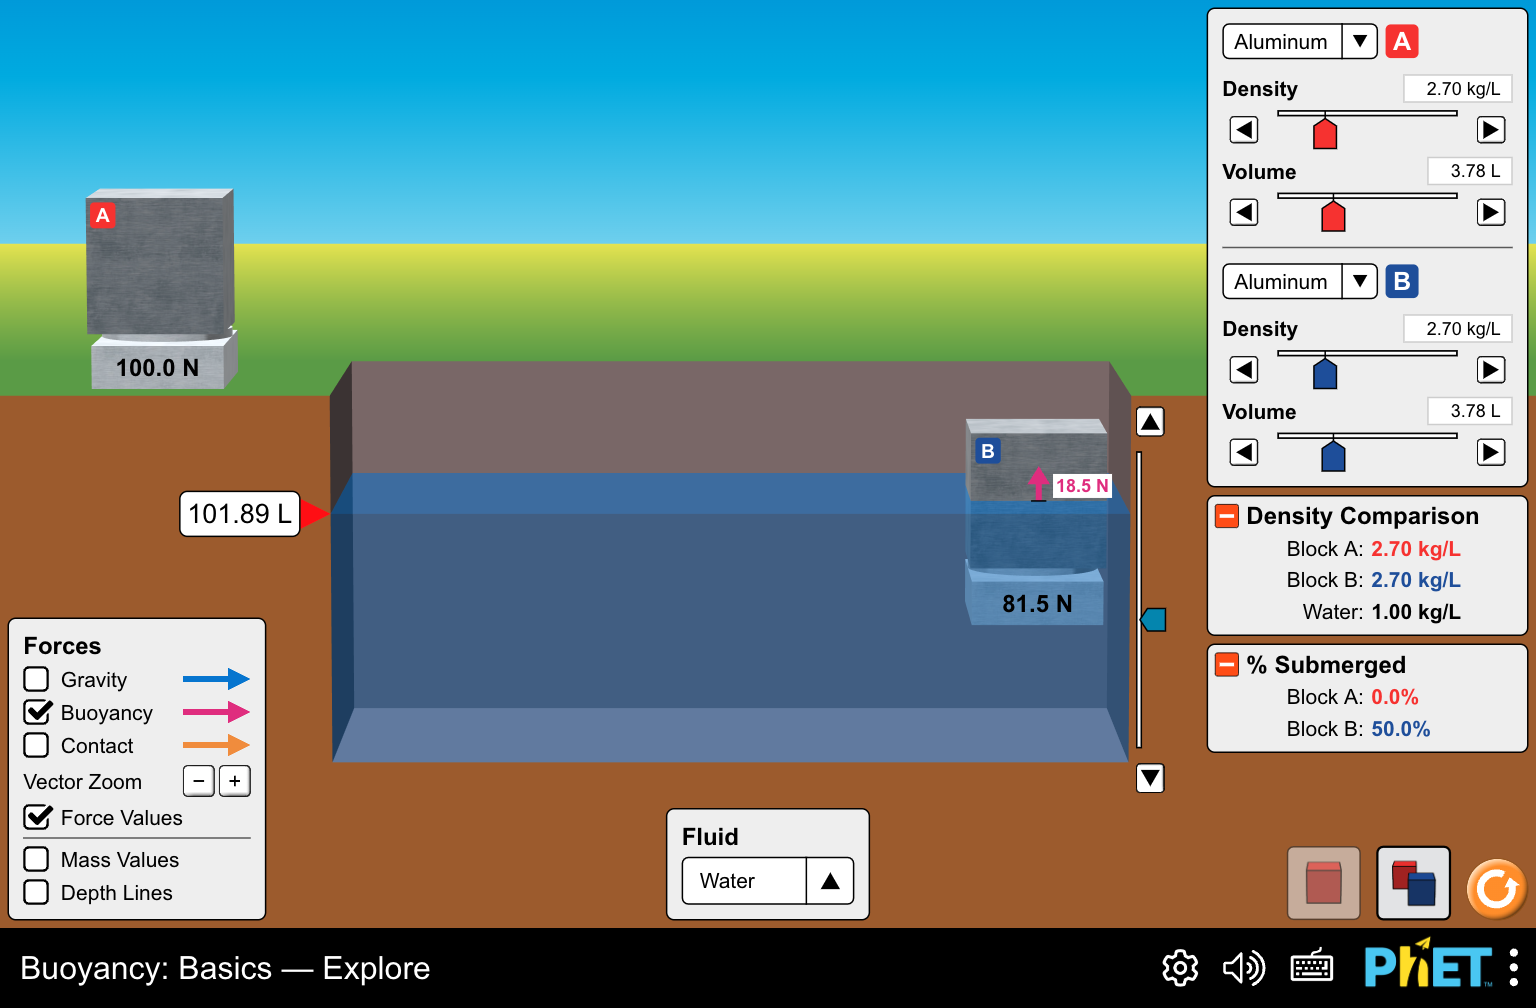 A
100.0 N
101.89 L
B
18.5 N
81.5 N
Aluminum A
Density 2.70 kg/L
Volume 3.78 L
Aluminum B
Density 2.70 kg/L
Volume 3.78 L
Density Comparison
Block A: 2.70 kg/L
Block B: 2.70 kg/L
Water: 1.00 kg/L
% Submerged
Block A: 0.0%
Block B: 50.0%
Forces
Gravity
Buoyancy
Contact
Vector Zoom
Force Values
Mass Values
Depth Lines
Fluid
Water
Buoyancy: Basics — Explore
PhET™